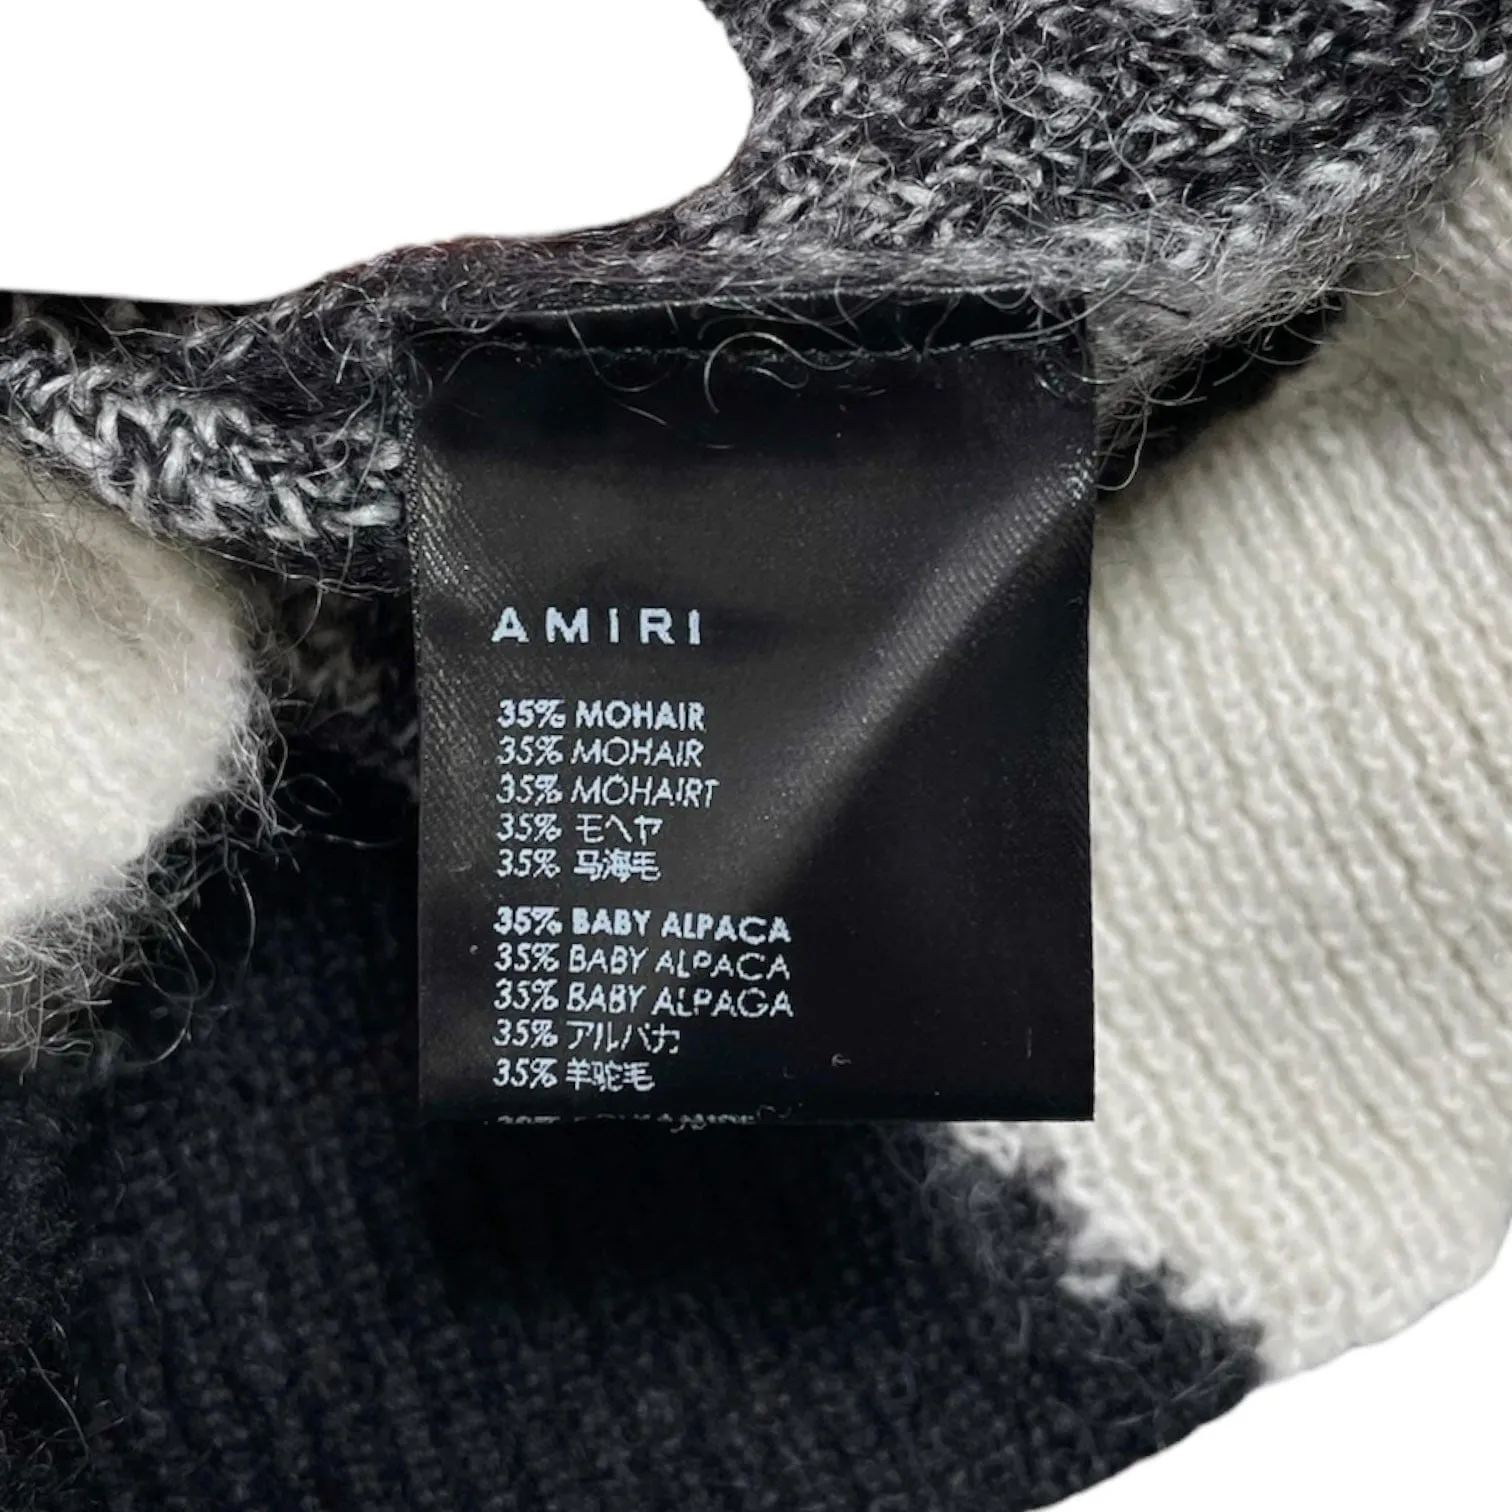 AMIRI
35% MOHAIR
35% MOHAIR
35% MOHAIRT
35% モヘヤ
35% 马海毛
35% BABY ALPACA
35% BABY ALPACA
35% BABY ALPAGA
35% アルパカ
35% 羊驼毛